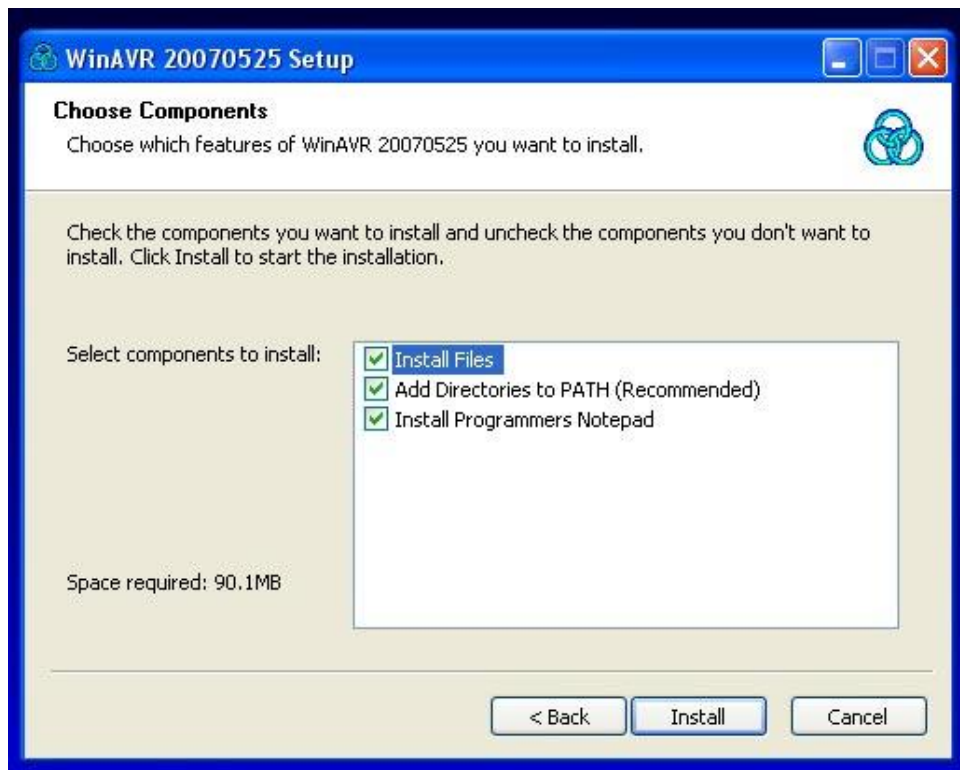 WinAVR 20070525 Setup
Choose Components
Choose which features of WinAVR 20070525 you want to install.
Check the components you want to install and uncheck the components you don't want to
install. Click Install to start the installation.
Select components to install:
Install Files
Add Directories to PATH (Recommended)
Install Programmers Notepad
Space required: 90.1MB
< Back
Install
Cancel